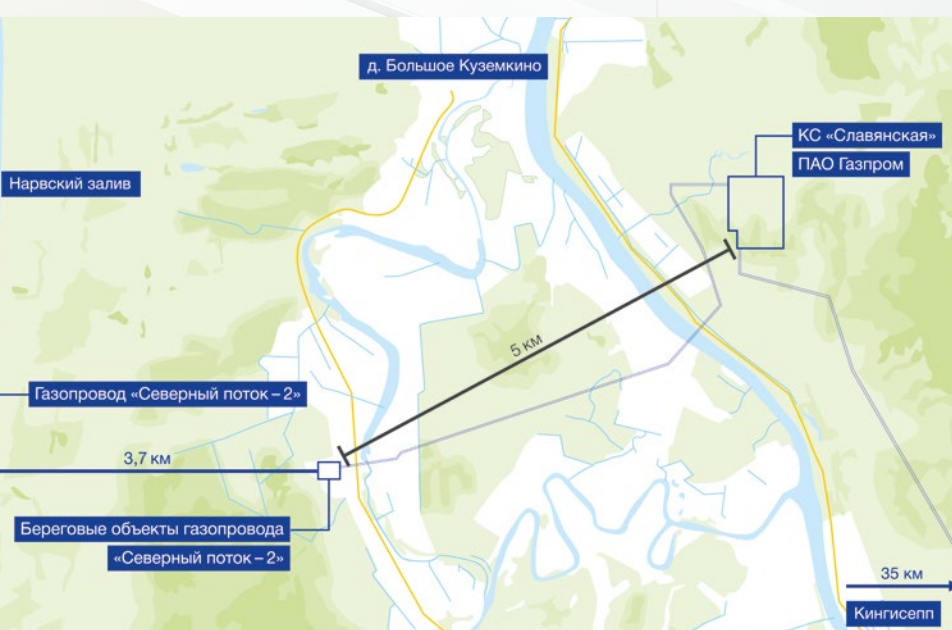 д. Большое Куземкино
КС «Славянская»
ПАО Газпром
Нарвский залив
5 км
Газопровод «Северный поток – 2»
3,7 км
Береговые объекты газопровода
«Северный поток – 2»
35 км
Кингисепп